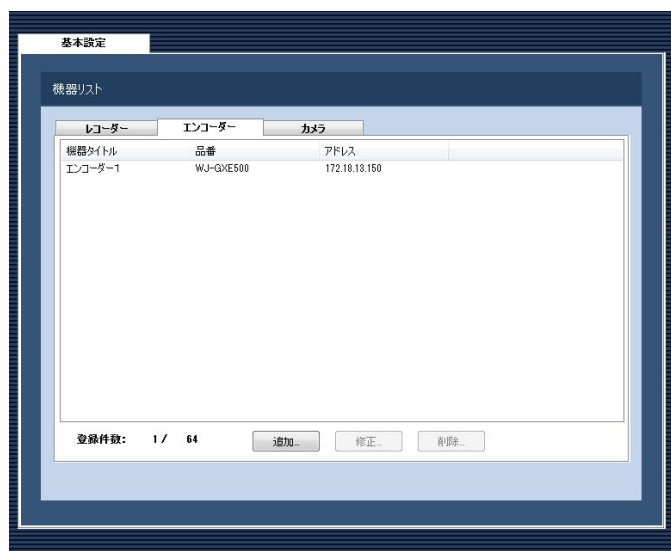 基本設定
機器リスト
レコーダー エンコーダー カメラ
機器タイトル 品番 アドレス
エンコーダー1 WJ-GXE500 172.18.13.150
登録件数: 1 / 64 追加... 修正... 削除...